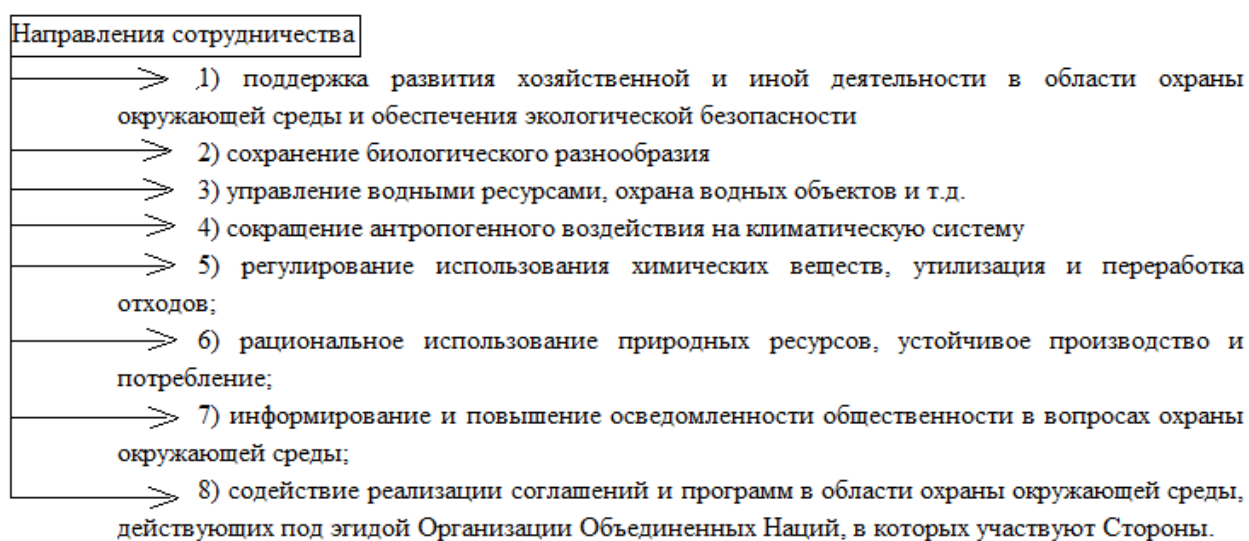 Направления сотрудничества
1) поддержка развития хозяйственной и иной деятельности в области охраны
окружающей среды и обеспечения экологической безопасности
2) сохранение биологического разнообразия
3) управление водными ресурсами, охрана водных объектов и т.д.
4) сокращение антропогенного воздействия на климатическую систему
5) регулирование использования химических веществ, утилизация и переработка
отходов;
6) рациональное использование природных ресурсов, устойчивое производство и
потребление;
7) информирование и повышение осведомленности общественности в вопросах охраны
окружающей среды;
8) содействие реализации соглашений и программ в области охраны окружающей среды,
действующих под эгидой Организации Объединенных Наций, в которых участвуют Стороны.